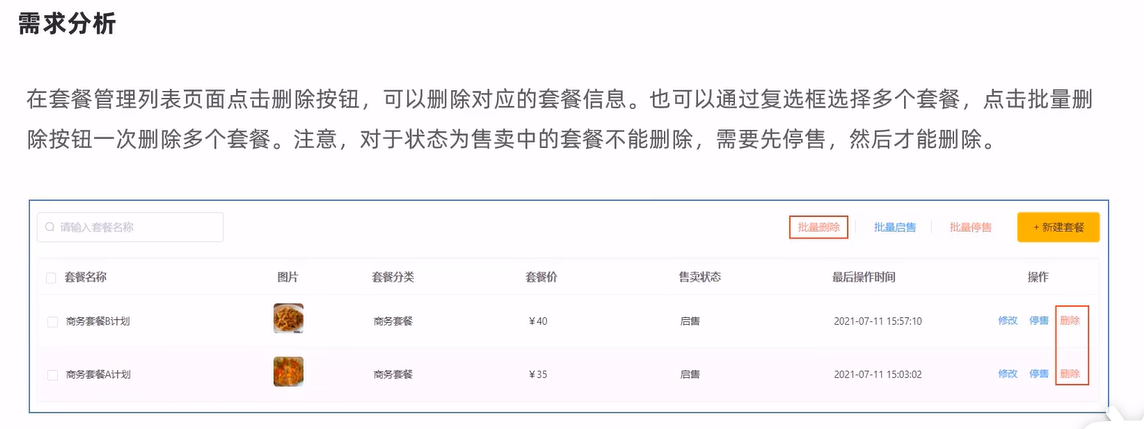 需求分析
在套餐管理列表页面点击删除按钮，可以删除对应的套餐信息。也可以通过复选框选择多个套餐，点击批量删
除按钮一次删除多个套餐。注意，对于状态为售卖中的套餐不能删除，需要先停售，然后才能删除。
请输入套餐名称 批量删除 批量启售 批量停售 + 新建套餐
套餐名称 图片 套餐分类 套餐价 售卖状态 最后操作时间 操作
商务套餐B计划 商务套餐 ￥40 启售 2021-07-11 15:57:10 修改 停售 删除
商务套餐A计划 商务套餐 ￥35 启售 2021-07-11 15:03:02 修改 停售 删除